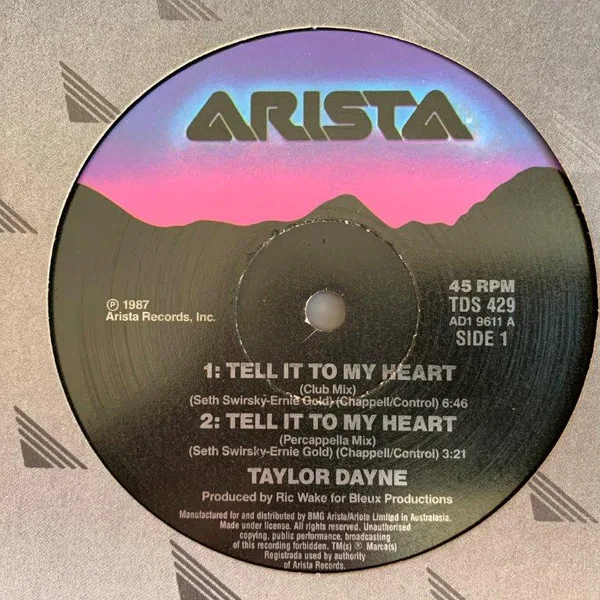 ARISTA
℗ 1987
Arista Records, Inc.
45 RPM
TDS 429
AD1 9611 A
SIDE 1
1: TELL IT TO MY HEART
(Club Mix)
(Seth Swirsky-Ernie Gold) (Chappell/Control) 6:46
2: TELL IT TO MY HEART
(Percappella Mix)
(Seth Swirsky-Ernie Gold) (Chappell/Control) 3:21
TAYLOR DAYNE
Produced by Ric Wake for Bleux Productions
Manufactured for and distributed by BMG Arista/Ariola Limited in Australasia.
Made under license. All rights reserved. Unauthorised
copying, public performance, broadcasting
of this recording forbidden. TM(s) ® Marca(s)
Registrada used by authority
of Arista Records.